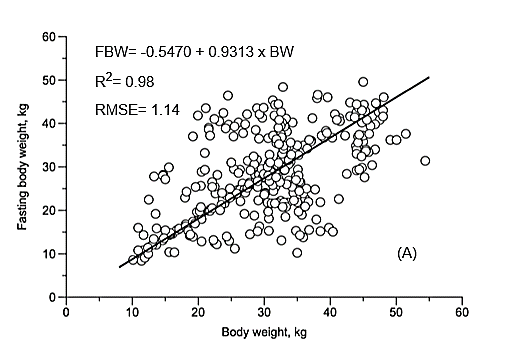 FBW= -0.5470 + 0.9313 x BW
R²= 0.98
RMSE= 1.14
60
50
40
30
20
10
0
Fasting body weight, kg
(A)
0 10 20 30 40 50 60
Body weight, kg